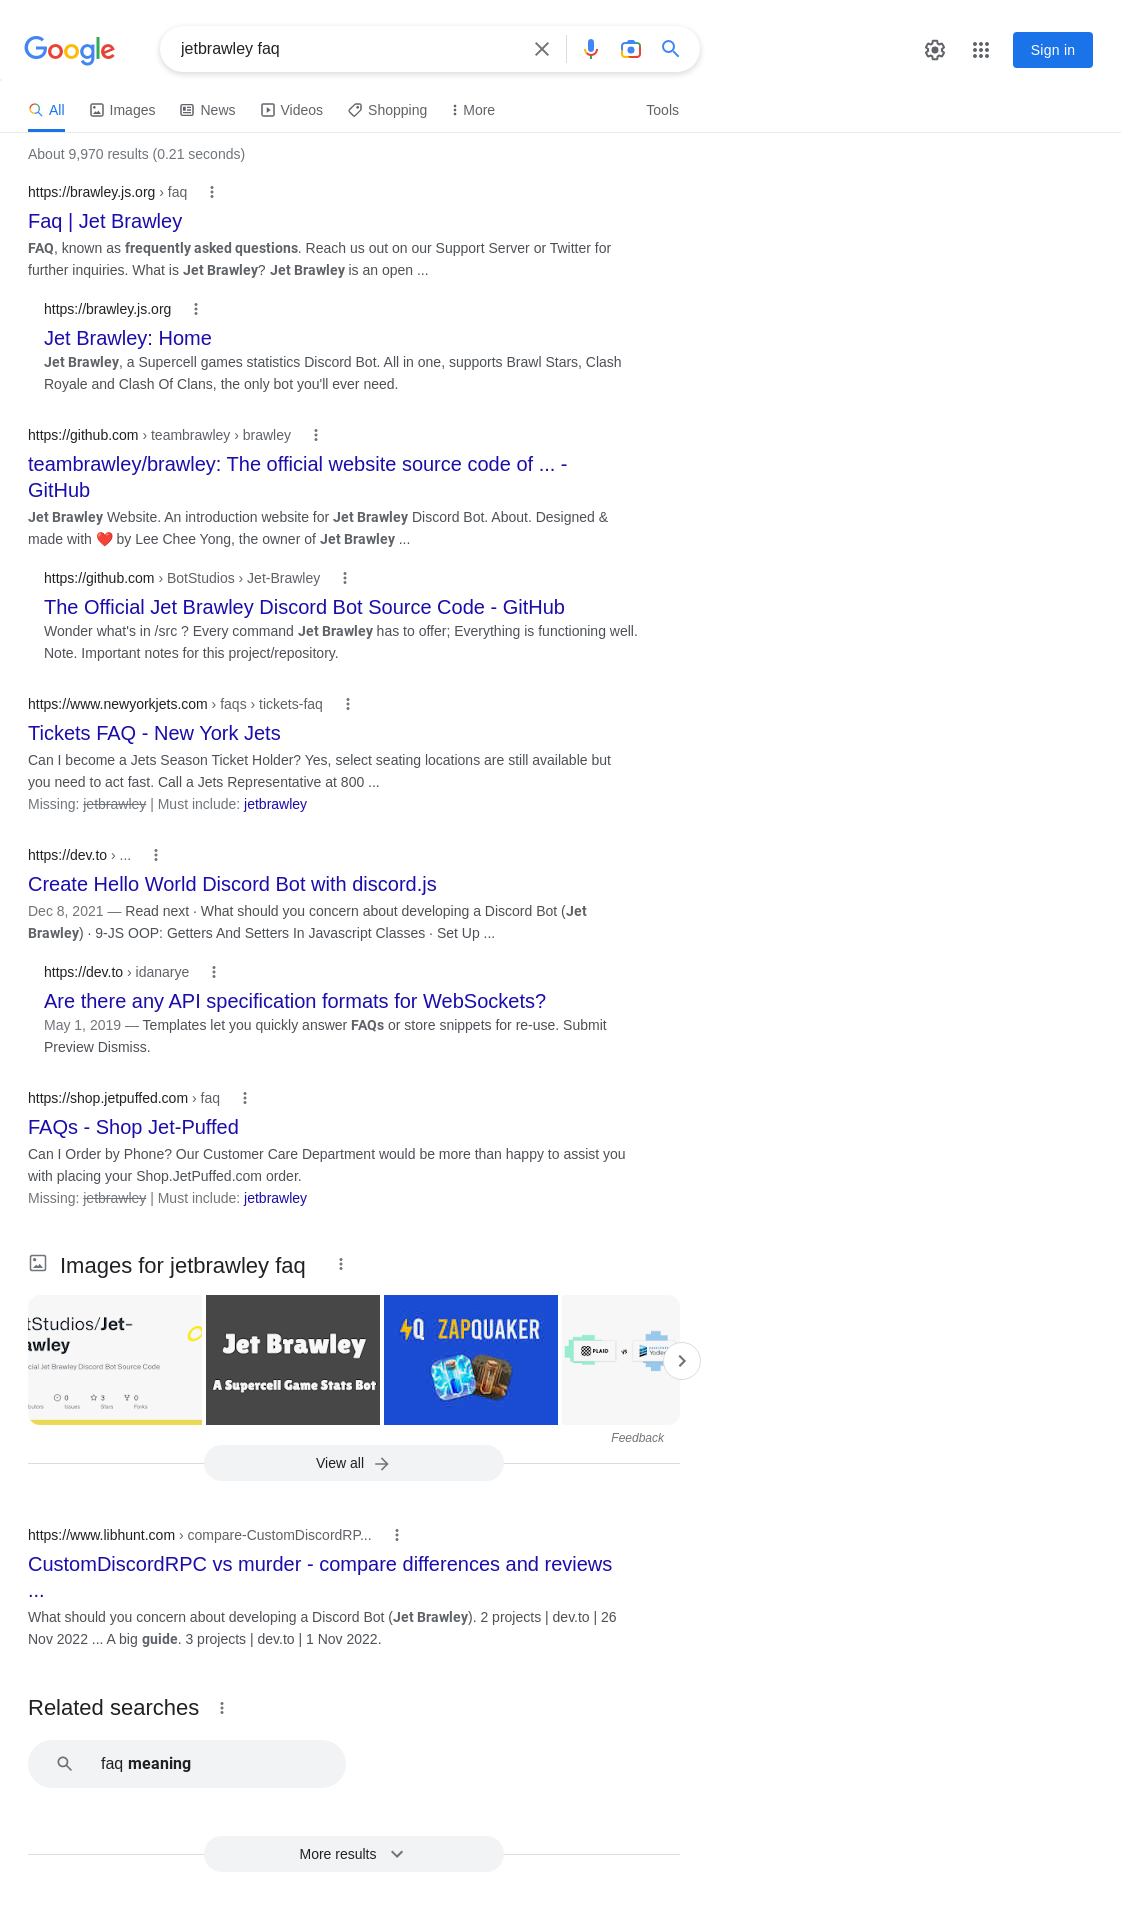 Google
jetbrawley faq
Sign in
All
Images
News
Videos
Shopping
More
Tools
About 9,970 results (0.21 seconds)
https://brawley.js.org › faq
Faq | Jet Brawley
FAQ, known as frequently asked questions. Reach us out on our Support Server or Twitter for
further inquiries. What is Jet Brawley? Jet Brawley is an open ...
https://brawley.js.org
Jet Brawley: Home
Jet Brawley, a Supercell games statistics Discord Bot. All in one, supports Brawl Stars, Clash
Royale and Clash Of Clans, the only bot you'll ever need.
https://github.com › teambrawley › brawley
teambrawley/brawley: The official website source code of ... -
GitHub
Jet Brawley Website. An introduction website for Jet Brawley Discord Bot. About. Designed &
made with ❤️ by Lee Chee Yong, the owner of Jet Brawley ...
https://github.com › BotStudios › Jet-Brawley
The Official Jet Brawley Discord Bot Source Code - GitHub
Wonder what's in /src ? Every command Jet Brawley has to offer; Everything is functioning well.
Note. Important notes for this project/repository.
https://www.newyorkjets.com › faqs › tickets-faq
Tickets FAQ - New York Jets
Can I become a Jets Season Ticket Holder? Yes, select seating locations are still available but
you need to act fast. Call a Jets Representative at 800 ...
Missing: jetbrawley | Must include: jetbrawley
https://dev.to › ...
Create Hello World Discord Bot with discord.js
Dec 8, 2021 — Read next · What should you concern about developing a Discord Bot (Jet
Brawley) · 9-JS OOP: Getters And Setters In Javascript Classes · Set Up ...
https://dev.to › idanarye
Are there any API specification formats for WebSockets?
May 1, 2019 — Templates let you quickly answer FAQs or store snippets for re-use. Submit
Preview Dismiss.
https://shop.jetpuffed.com › faq
FAQs - Shop Jet-Puffed
Can I Order by Phone? Our Customer Care Department would be more than happy to assist you
with placing your Shop.JetPuffed.com order.
Missing: jetbrawley | Must include: jetbrawley
Images for jetbrawley faq
tStudios/Jet-
awley
cial Jet Brawley Discord Bot Source Code
0
3
0
butors
Issues
Stars
Forks
Jet Brawley
A Supercell Game Stats Bot
Q ZAPQUAKER
PLAID
vs
Yodlee
Feedback
View all
https://www.libhunt.com › compare-CustomDiscordRP...
CustomDiscordRPC vs murder - compare differences and reviews
...
What should you concern about developing a Discord Bot (Jet Brawley). 2 projects | dev.to | 26
Nov 2022 ... A big guide. 3 projects | dev.to | 1 Nov 2022.
Related searches
faq meaning
More results